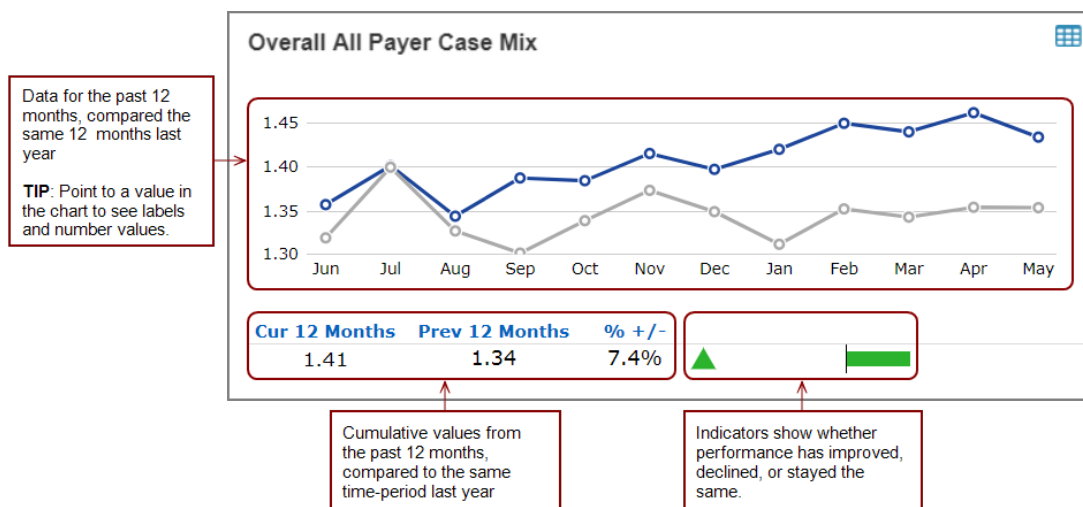 Overall All Payer Case Mix
Data for the past 12
months, compared the
same 12 months last
year
TIP: Point to a value in
the chart to see labels
and number values.
1.45
1.40
1.35
1.30
Jun Jul Aug Sep Oct Nov Dec Jan Feb Mar Apr May
Cur 12 Months Prev 12 Months % +/-
1.41 1.34 7.4%
Cumulative values from
the past 12 months,
compared to the same
time-period last year
Indicators show whether
performance has improved,
declined, or stayed the
same.